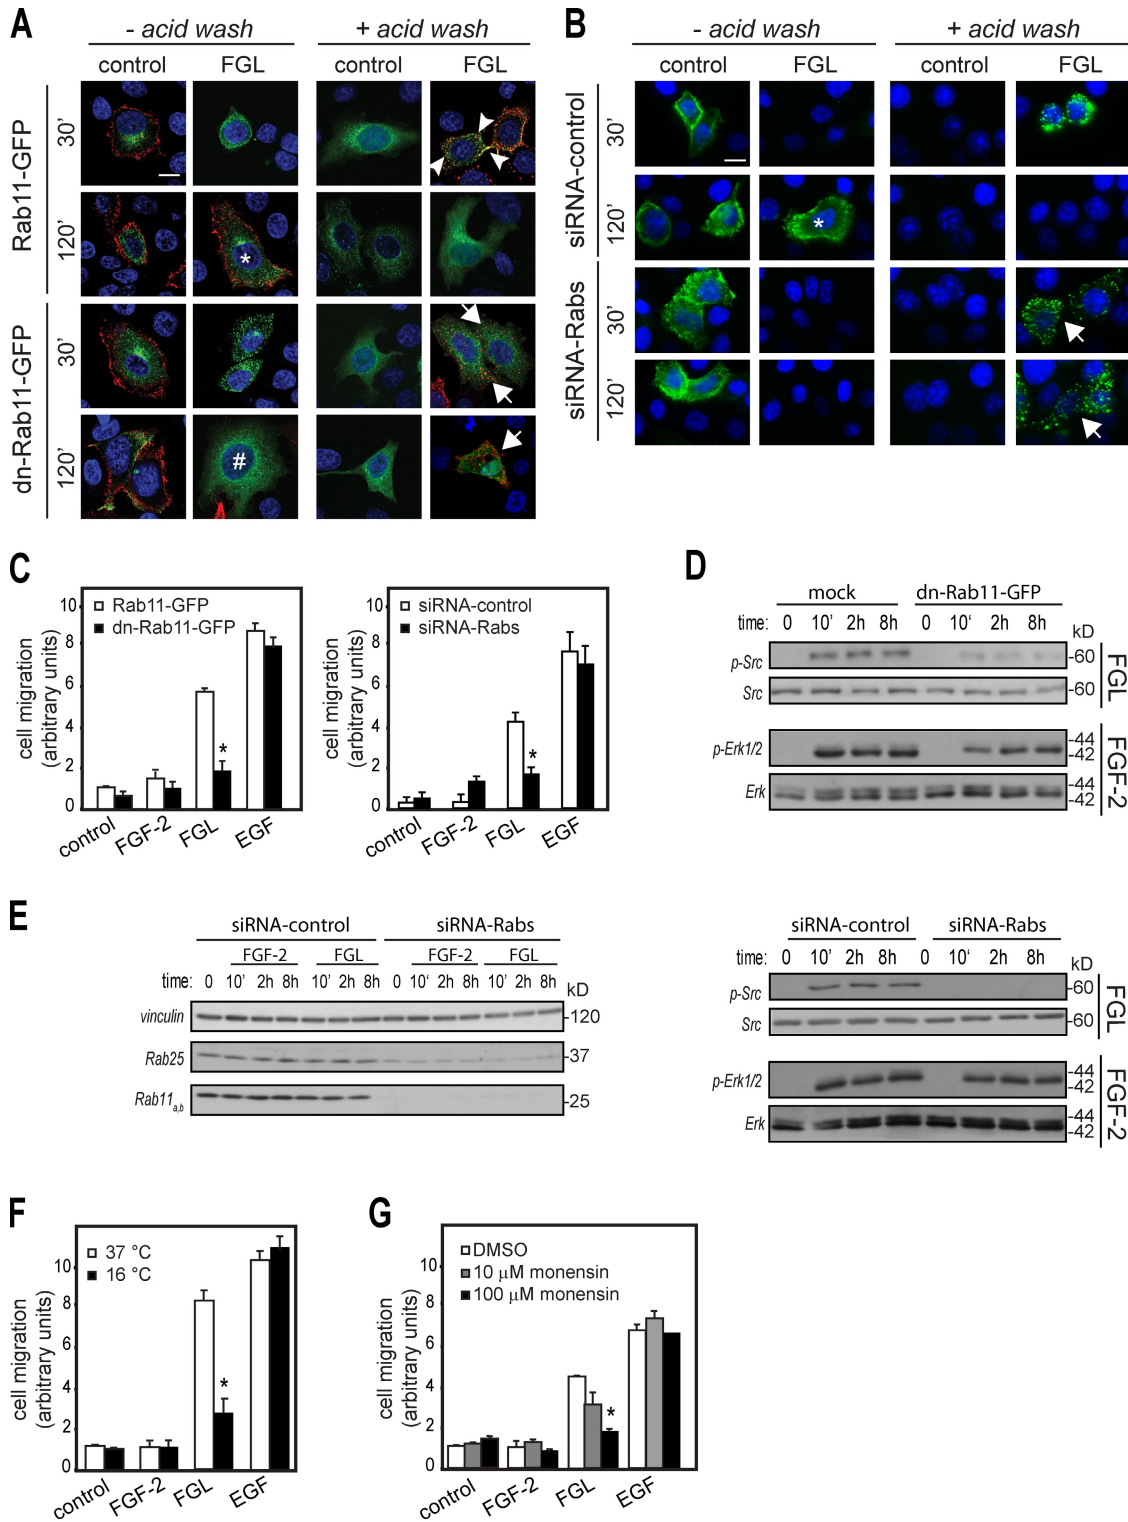 A
- acid wash
+ acid wash
control
FGL
control
FGL
Rab11-GFP
30'
120'
*
dn-Rab11-GFP
30'
120'
#
B
- acid wash
+ acid wash
control
FGL
control
FGL
siRNA-control
30'
120'
*
siRNA-Rabs
30'
120'
C
cell migration
(arbitrary units)
10
8
6
4
2
0
Rab11-GFP
dn-Rab11-GFP
*
control
FGF-2
FGL
EGF
cell migration
(arbitrary units)
10
8
6
4
2
0
siRNA-control
siRNA-Rabs
*
control
FGF-2
FGL
EGF
D
mock
dn-Rab11-GFP
time: 0 10' 2h 8h 0 10' 2h 8h
kD
p-Src
-60
Src
-60
FGL
p-Erk1/2
-44
-42
Erk
-44
-42
FGF-2
siRNA-control
siRNA-Rabs
time: 0 10' 2h 8h 0 10' 2h 8h
kD
p-Src
-60
Src
-60
FGL
p-Erk1/2
-44
-42
Erk
-44
-42
FGF-2
E
siRNA-control
siRNA-Rabs
FGF-2
FGL
FGF-2
FGL
time: 0 10' 2h 8h 10' 2h 8h 0 10' 2h 8h 10' 2h 8h
kD
vinculin
-120
Rab25
-37
Rab11a,b
-25
F
cell migration
(arbitrary units)
10
8
6
4
2
0
37 °C
16 °C
*
control
FGF-2
FGL
EGF
G
cell migration
(arbitrary units)
10
8
6
4
2
0
DMSO
10 µM monensin
100 µM monensin
*
control
FGF-2
FGL
EGF